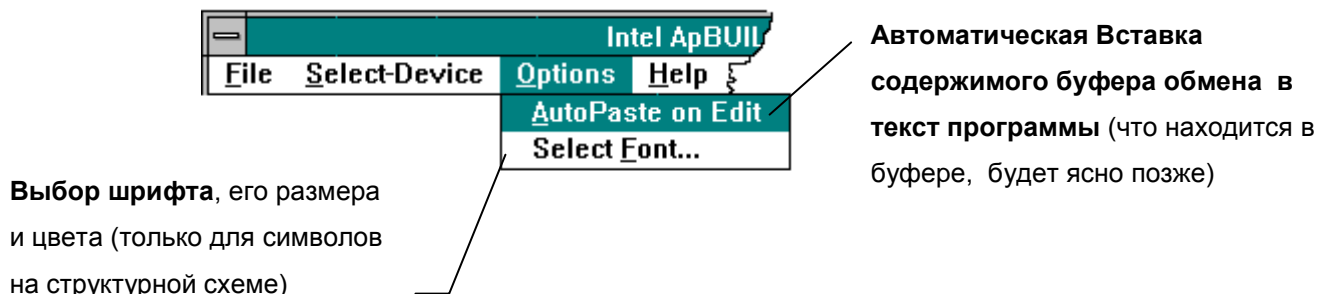 Intel ApBUIL
File Select-Device Options Help
AutoPaste on Edit
Select Font...
Автоматическая Вставка
содержимого буфера обмена в
текст программы (что находится в
буфере, будет ясно позже)
Выбор шрифта, его размера
и цвета (только для символов
на структурной схеме)